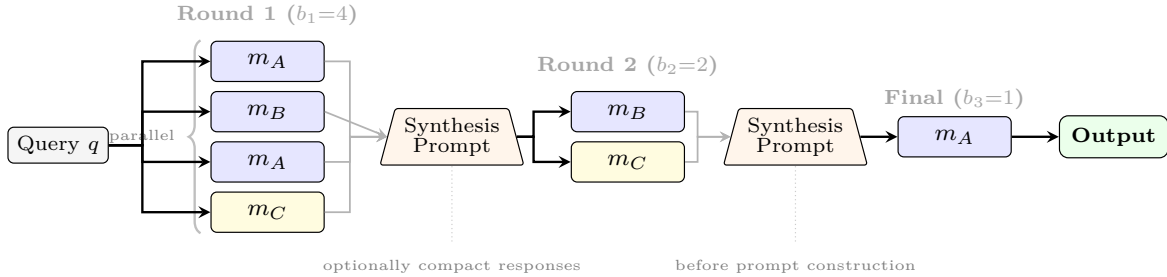 Round 1 (b₁=4)
Query q
parallel
m_A
m_B
m_A
m_C
Synthesis
Prompt
Round 2 (b₂=2)
m_B
m_C
Synthesis
Prompt
Final (b₃=1)
m_A
Output
optionally compact responses
before prompt construction